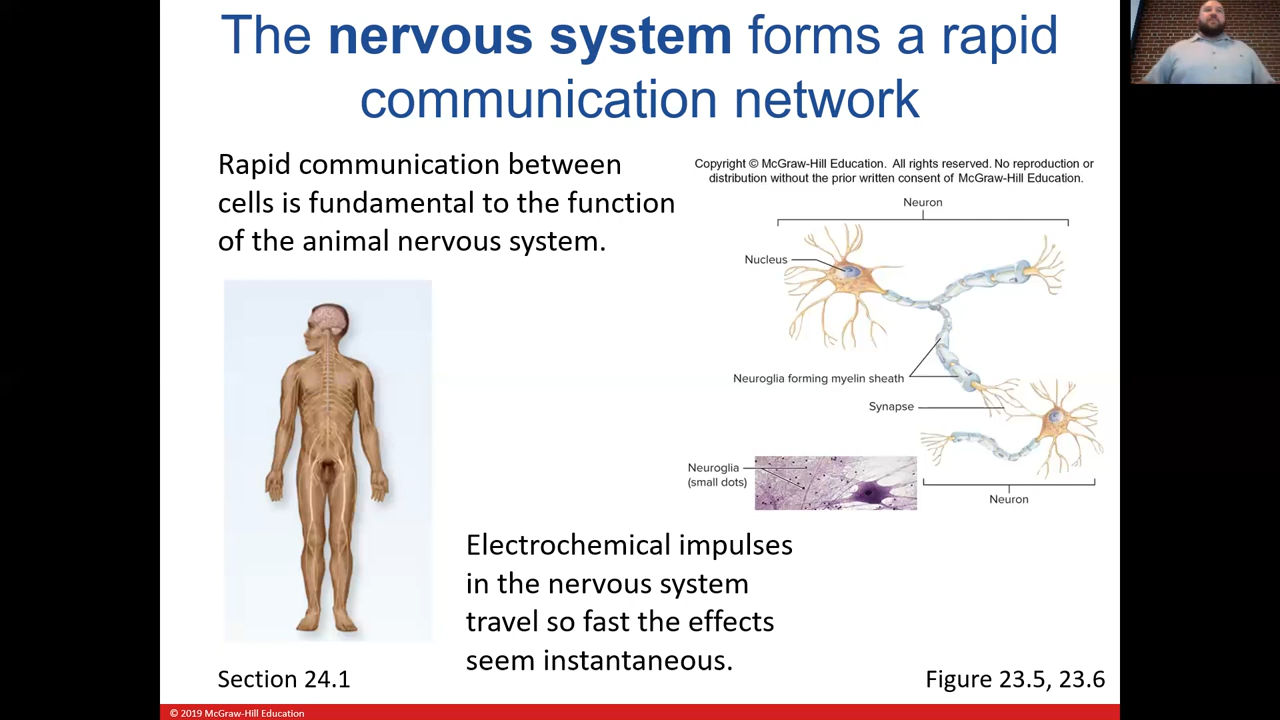 The nervous system forms a rapid
communication network
Rapid communication between
cells is fundamental to the function
of the animal nervous system.
Copyright © McGraw-Hill Education. All rights reserved. No reproduction or
distribution without the prior written consent of McGraw-Hill Education.
Neuron
Nucleus
Neuroglia forming myelin sheath
Synapse
Neuroglia
(small dots)
Neuron
Electrochemical impulses
in the nervous system
travel so fast the effects
seem instantaneous.
Section 24.1
Figure 23.5, 23.6
© 2019 McGraw-Hill Education